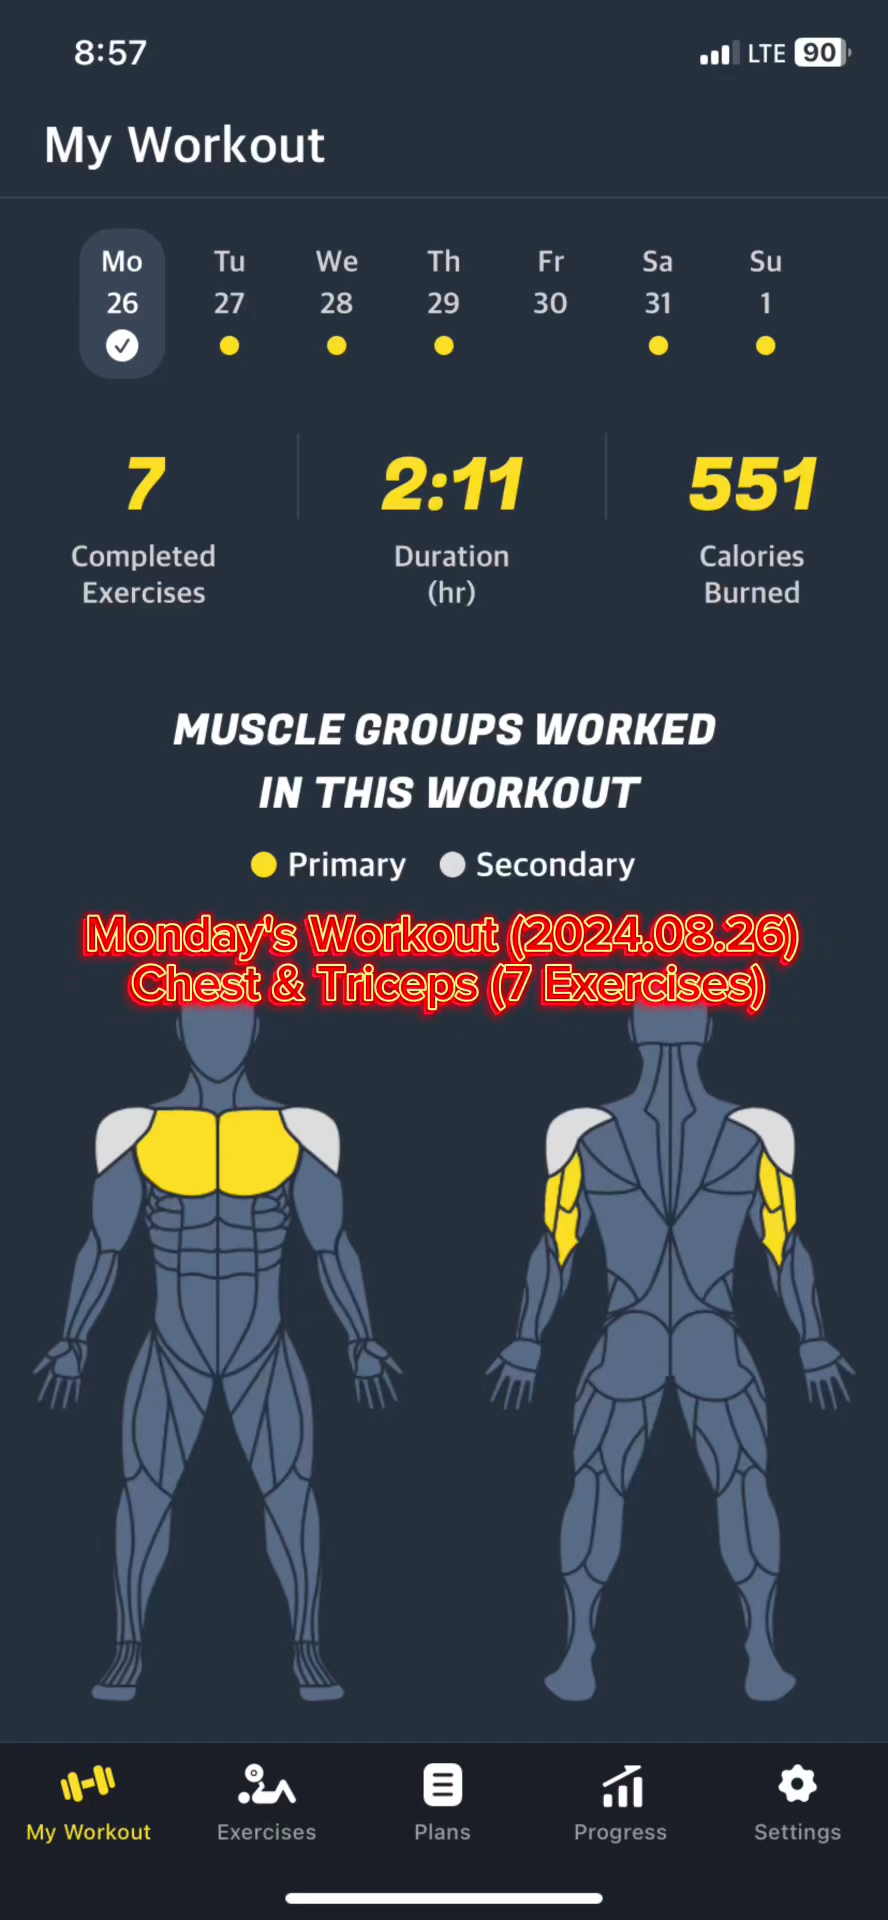 8:57 LTE 90
My Workout
Mo Tu We Th Fr Sa Su
26 27 28 29 30 31 1
7 2:11 551
Completed Duration Calories
Exercises (hr) Burned
MUSCLE GROUPS WORKED
IN THIS WORKOUT
Primary Secondary
Monday's Workout (2024.08.26)
Chest & Triceps (7 Exercises)
My Workout Exercises Plans Progress Settings